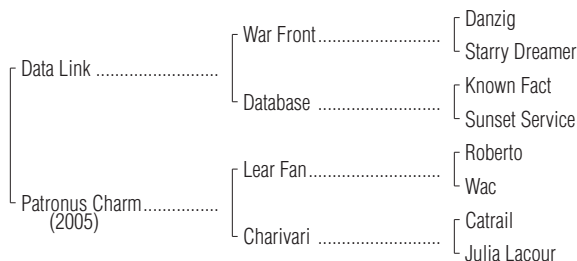 Danzig
War Front
Starry Dreamer
Data Link
Known Fact
Database
Sunset Service
Roberto
Lear Fan
Wac
Patronus Charm
(2005)
Catrail
Charivari
Julia Lacour